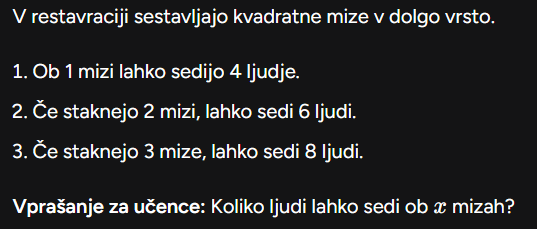 V restavraciji sestavljajo kvadratne mize v dolgo vrsto.
1. Ob 1 mizi lahko sedijo 4 ljudje.
2. Če staknejo 2 mizi, lahko sedi 6 ljudi.
3. Če staknejo 3 mize, lahko sedi 8 ljudi.
Vprašanje za učence: Koliko ljudi lahko sedi ob x mizah?